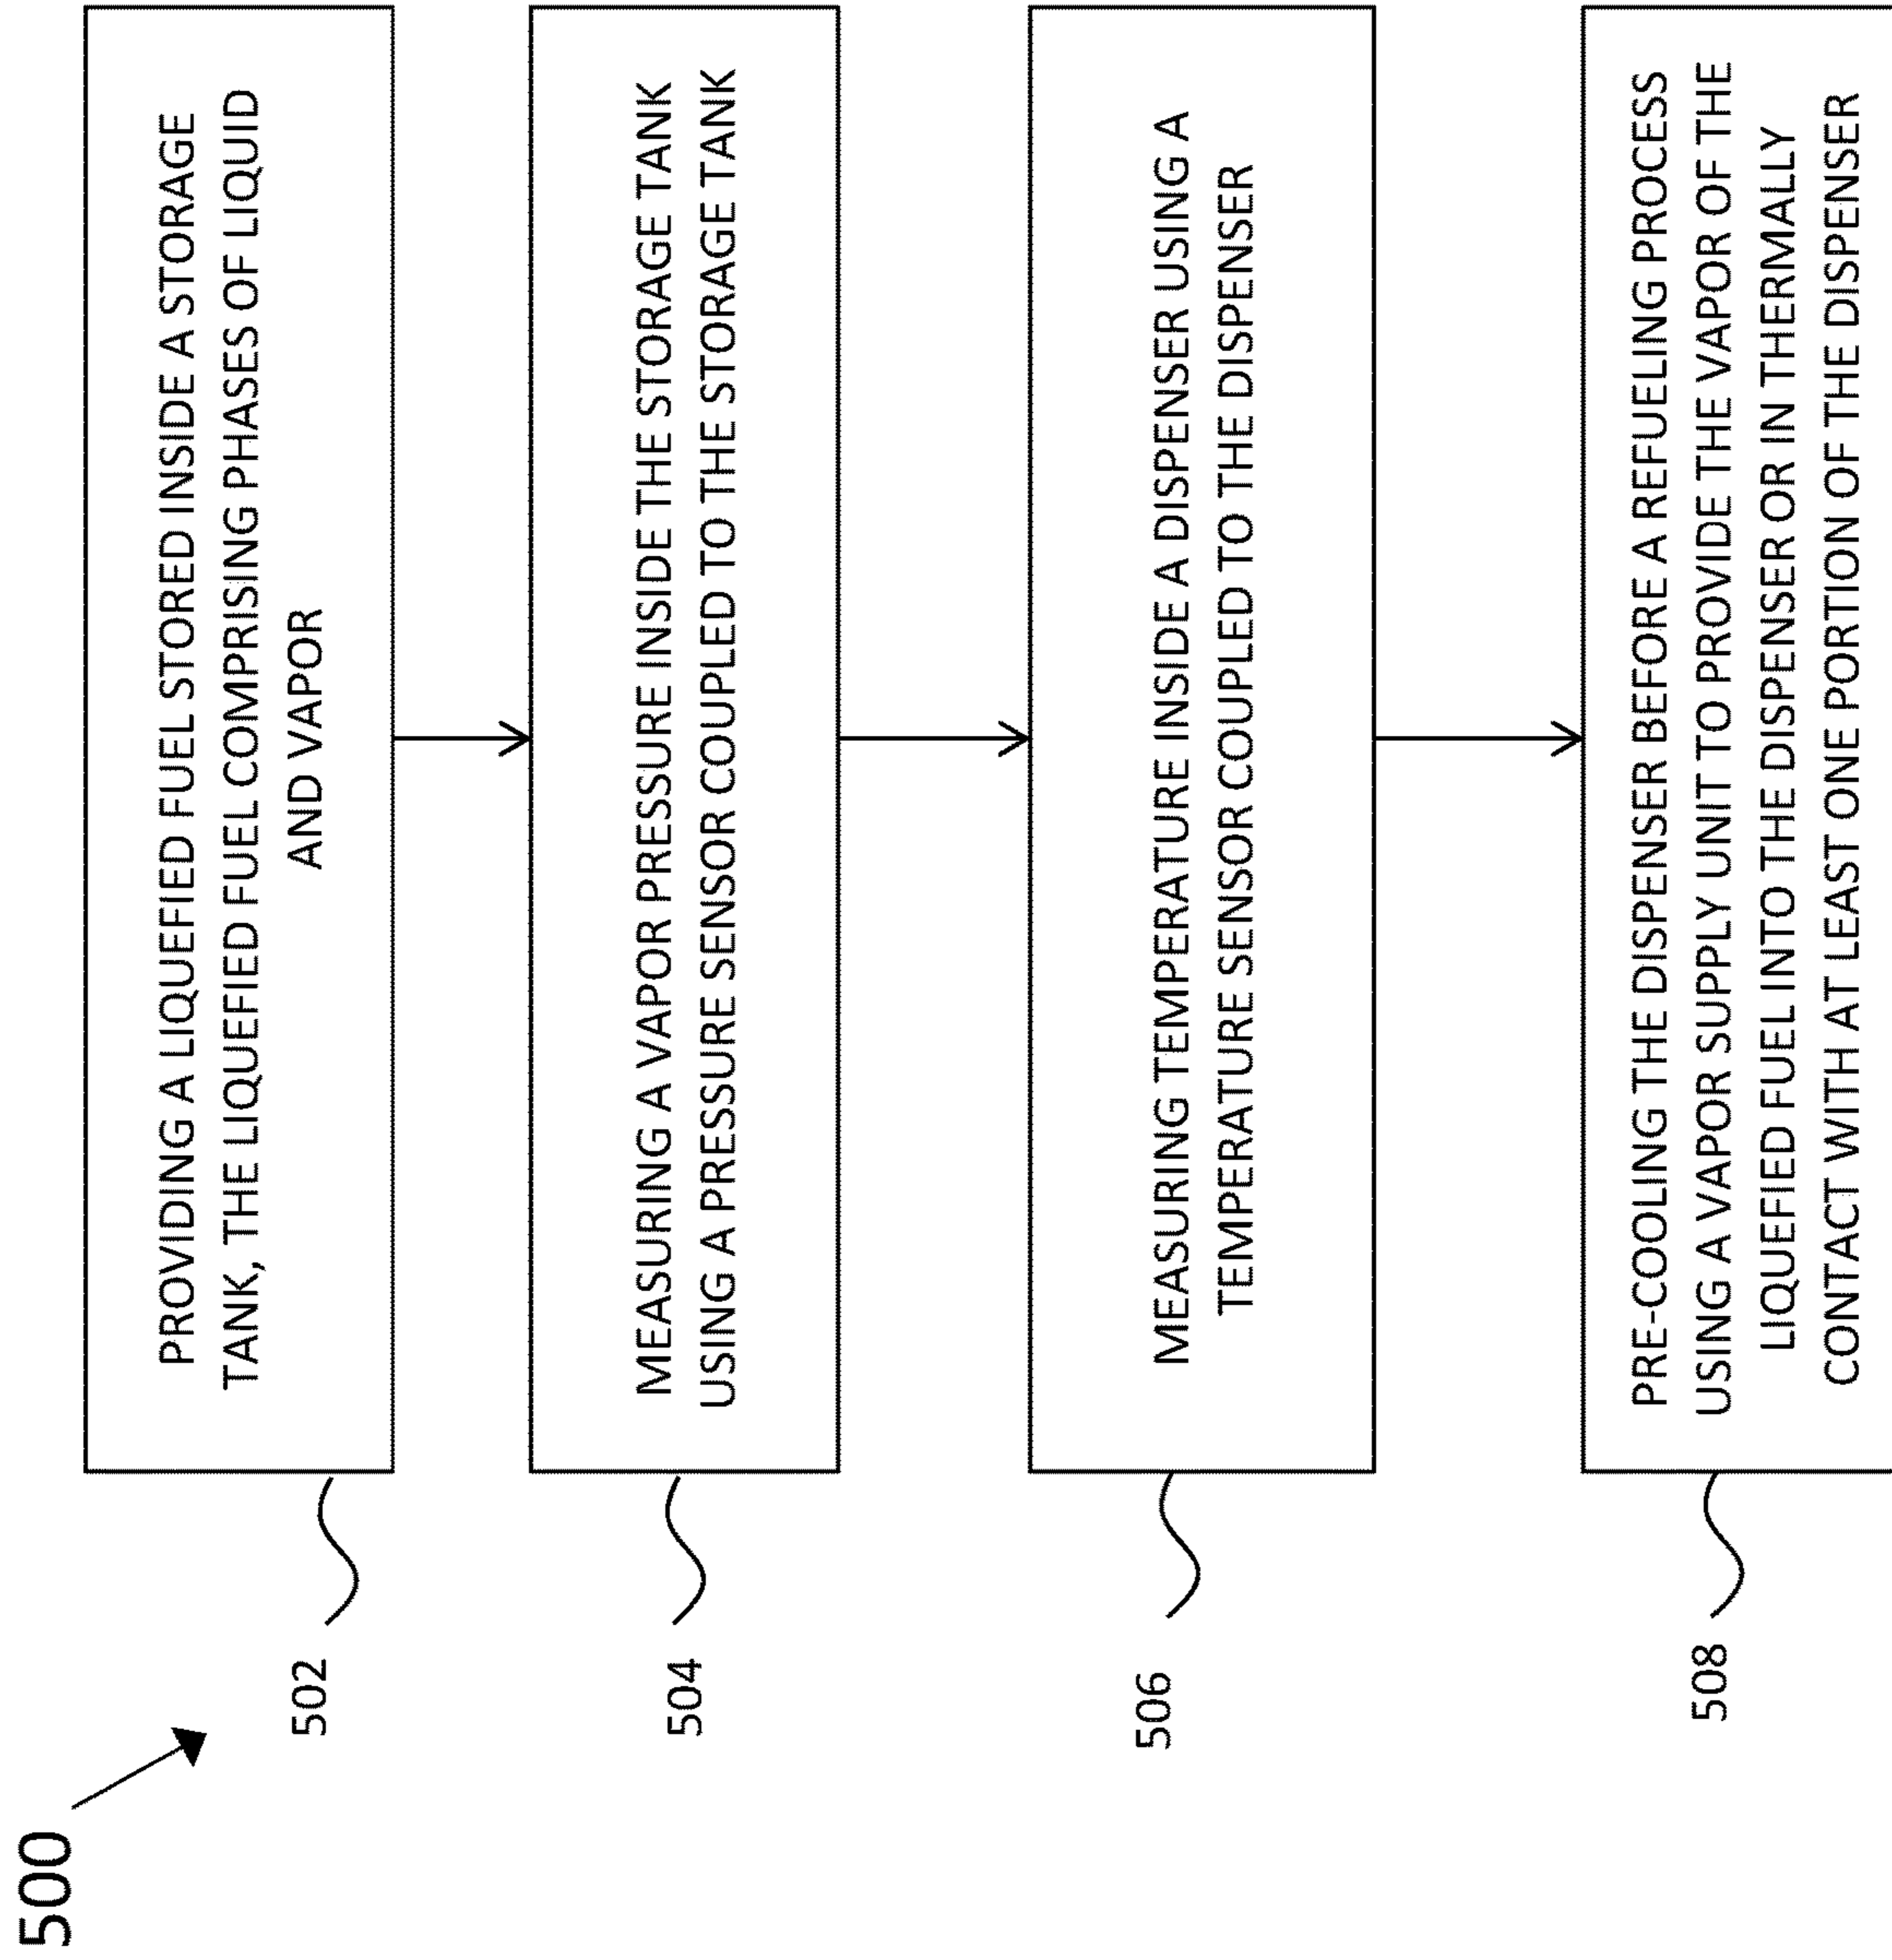 500
502
PROVIDING A LIQUEFIED FUEL STORED INSIDE A STORAGE
TANK, THE LIQUEFIED FUEL COMPRISING PHASES OF LIQUID
AND VAPOR
504
MEASURING A VAPOR PRESSURE INSIDE THE STORAGE TANK
USING A PRESSURE SENSOR COUPLED TO THE STORAGE TANK
506
MEASURING TEMPERATURE INSIDE A DISPENSER USING A
TEMPERATURE SENSOR COUPLED TO THE DISPENSER
508
PRE-COOLING THE DISPENSER BEFORE A REFUELING PROCESS
USING A VAPOR SUPPLY UNIT TO PROVIDE THE VAPOR OF THE
LIQUEFIED FUEL INTO THE DISPENSER OR IN THERMALLY
CONTACT WITH AT LEAST ONE PORTION OF THE DISPENSER